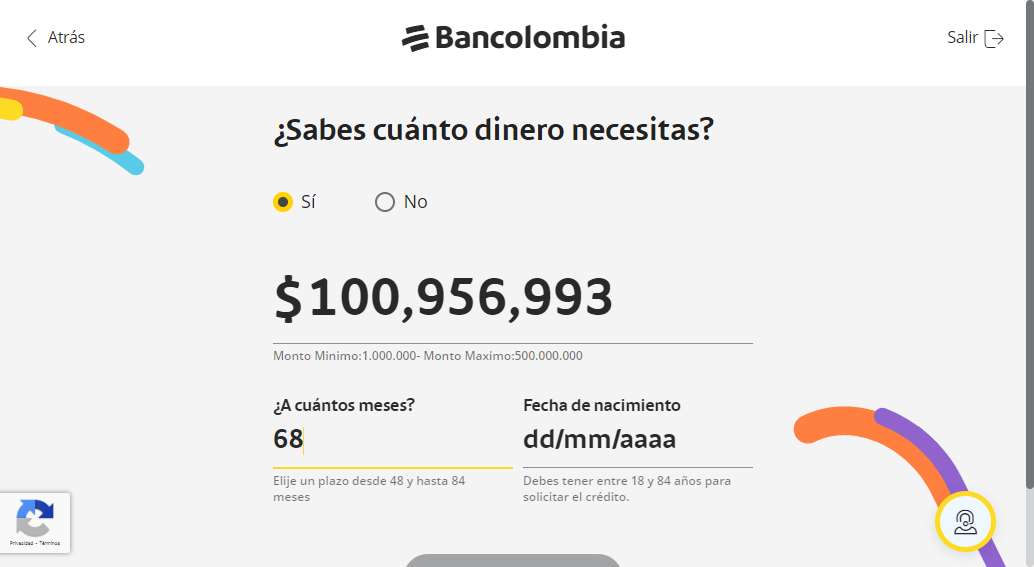 Atrás
Bancolombia
Salir
¿Sabes cuánto dinero necesitas?
Sí
No
$100,956,993
Monto Minimo:1.000.000- Monto Maximo:500.000.000
¿A cuántos meses?
Fecha de nacimiento
68
dd/mm/aaaa
Elije un plazo desde 48 y hasta 84
meses
Debes tener entre 18 y 84 años para
solicitar el crédito.
Privacidad - Términos